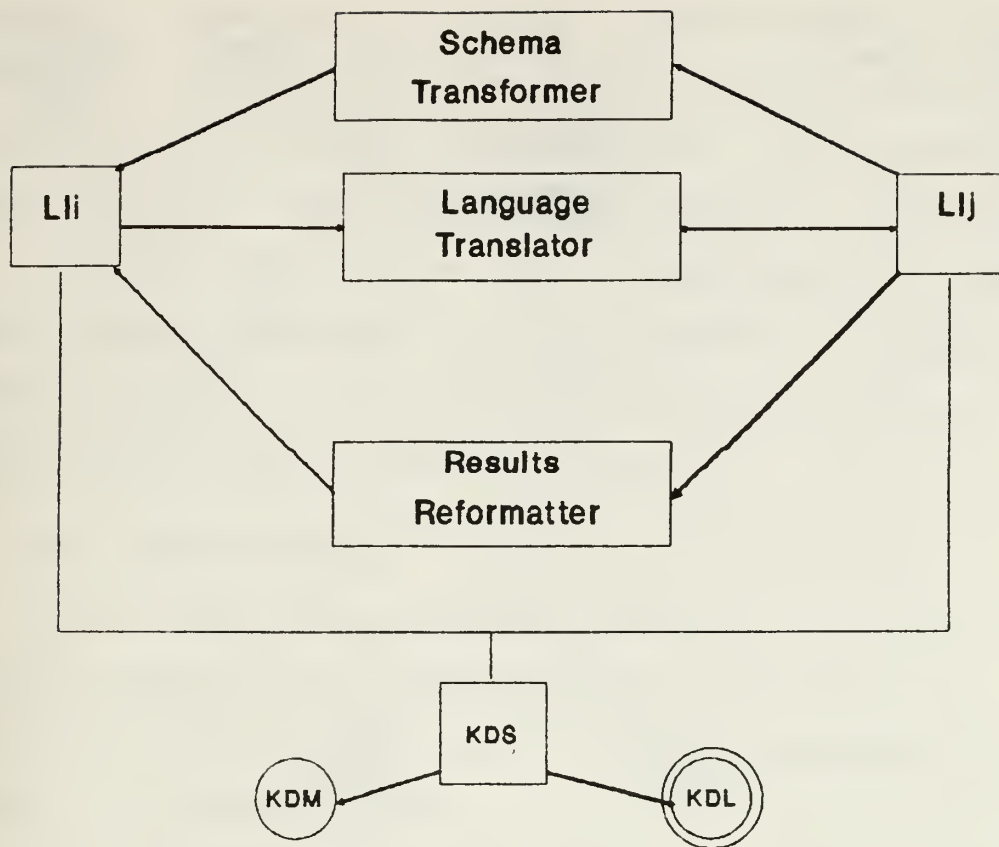 Schema
Transformer
LIi
Language
Translator
LIj
Results
Reformatter
KDS
KDM
KDL